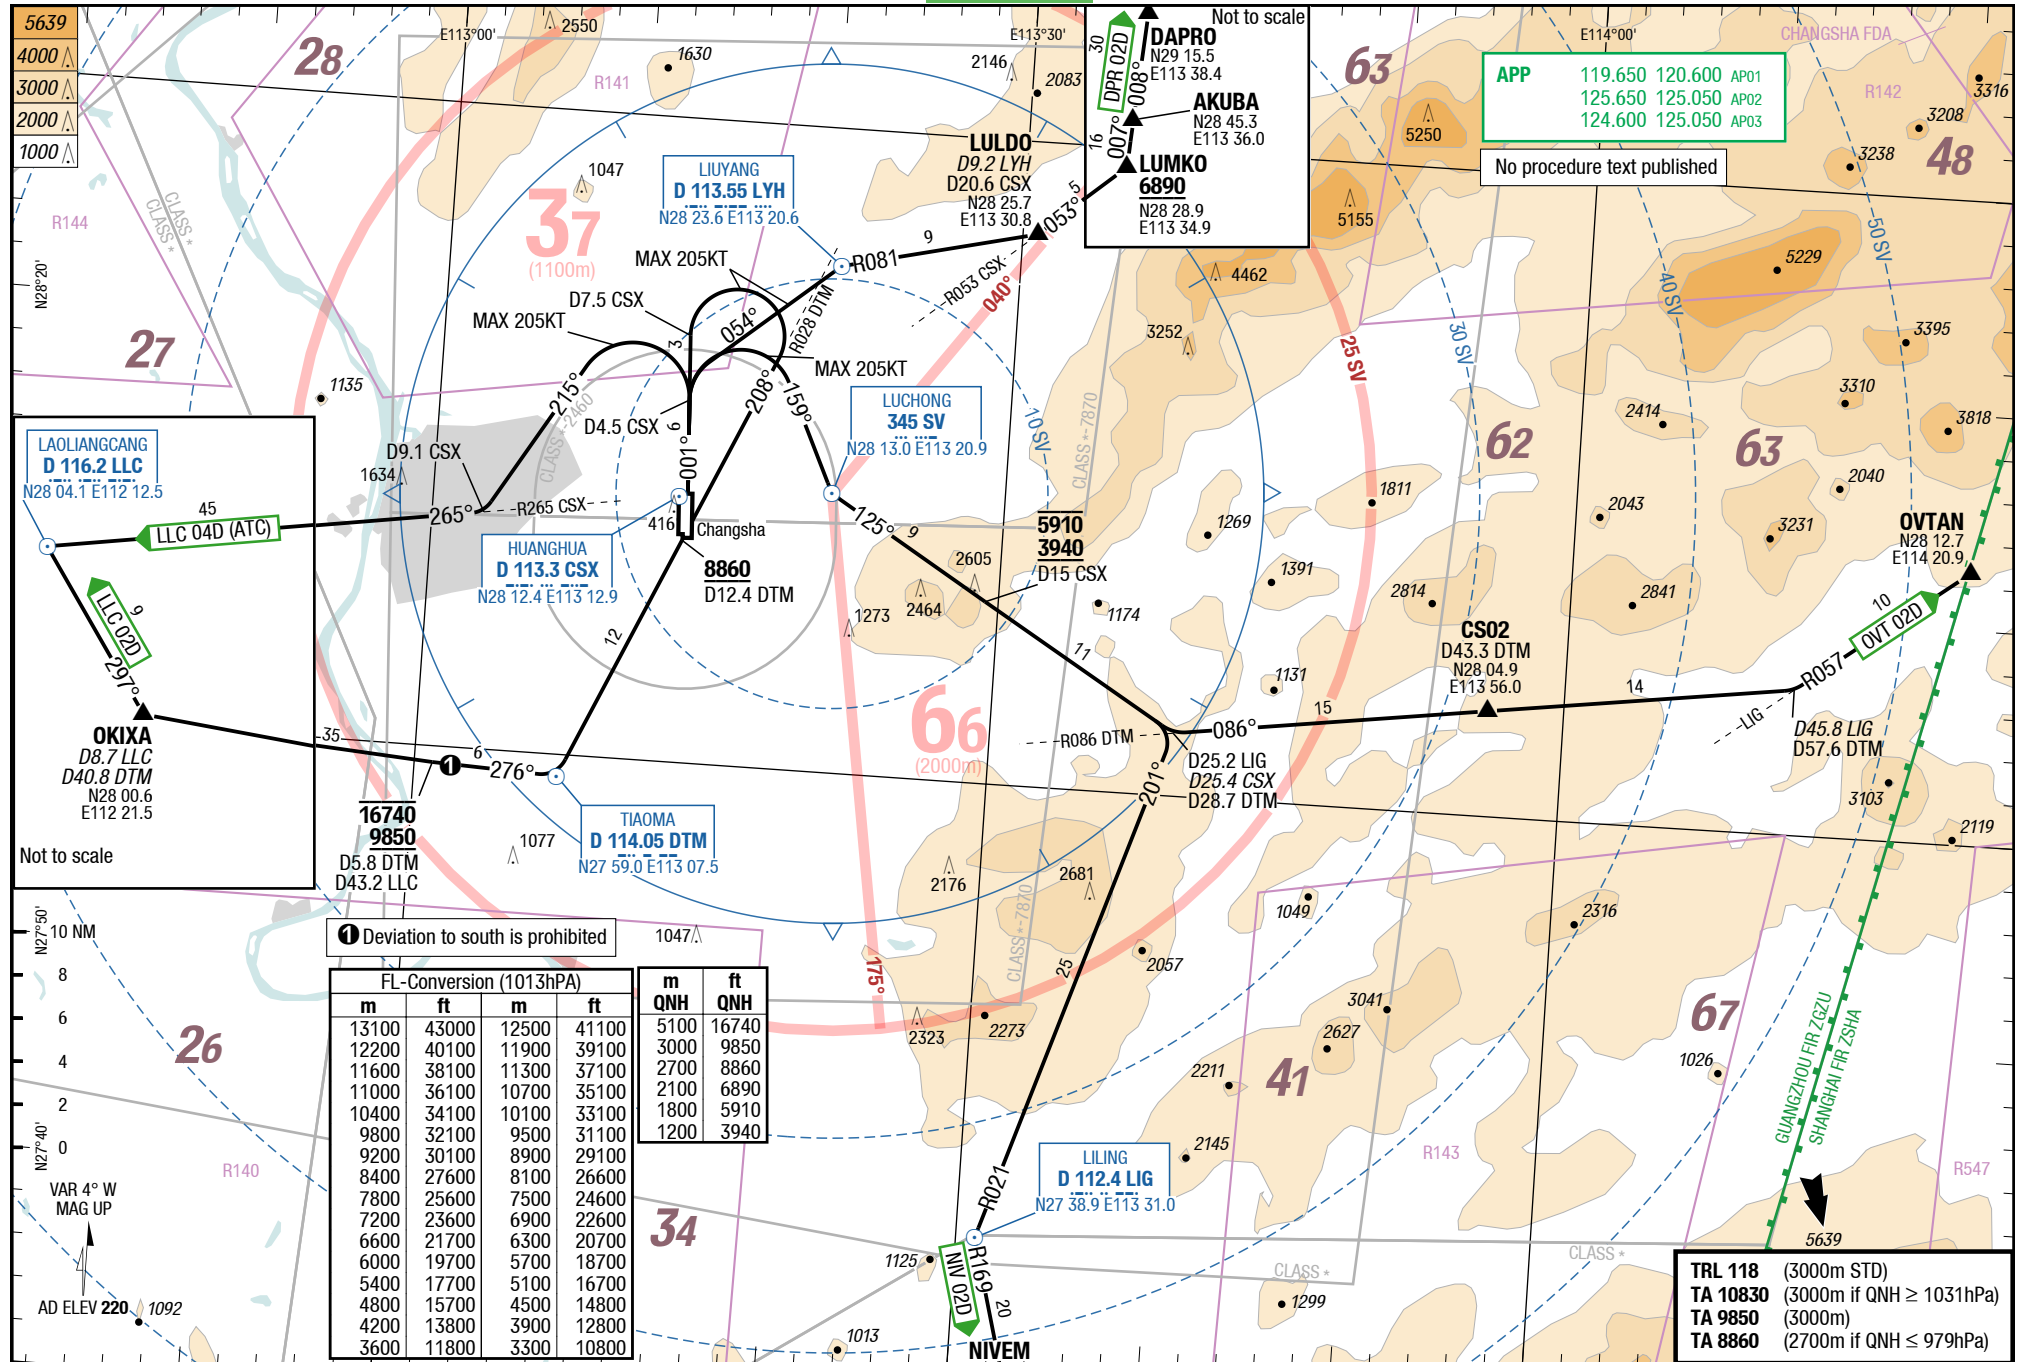 5639
4000
3000
2000
1000
28
2550
E113°00'
1630
R141
E113°30'
2146
2083
30
DPR 02D
008°
Not to scale
DAPRO
N29 15.5
E113 38.4
AKUBA
N28 45.3
E113 36.0
16
007°
LUMKO
6890
N28 28.9
E113 34.9
63
5250
5155
E114°00'
CHANGSHA FDA
APP 119.650 120.600 AP01
125.650 125.050 AP02
124.600 125.050 AP03
No procedure text published
R142
3316
3208
3238
48
CLASS *
CLASS *
R144
N28°20'
27
1047
37
(1100m)
LIUYANG
D 113.55 LYH
N28 23.6 E113 20.6
LULDO
D9.2 LYH
D20.6 CSX
N28 25.7
E113 30.8
5
053°
9
R081
R053 CSX
040°
MAX 205KT
D7.5 CSX
MAX 205KT
054°
3
R028 DTM
MAX 205KT
4462
3252
5229
50 SV
40 SV
30 SV
25 SV
10 SV
3395
3310
3818
1135
215°
CLASS *-2460
D4.5 CSX
6
001°
208°
159°
LUCHONG
345 SV
N28 13.0 E113 20.9
CLASS *-7870
2414
62
63
2040
2043
3231
1811
1269
LAOLIANGCANG
D 116.2 LLC
N28 04.1 E112 12.5
45
LLC 04D (ATC)
D9.1 CSX
1634
265°
R265 CSX
416
Changsha
HUANGHUA
D 113.3 CSX
N28 12.4 E113 12.9
8860
D12.4 DTM
125°
9
5910
3940
D15 CSX
2605
2464
1273
1174
1391
2814
2841
OVTAN
N28 12.7
E114 20.9
10
OVT 02D
R057
CS02
D43.3 DTM
N28 04.9
E113 56.0
1131
9
LLC 02D
297°
12
11
14
15
086°
R086 DTM
LIG
D45.8 LIG
D57.6 DTM
OKIXA
D8.7 LLC
D40.8 DTM
N28 00.6
E112 21.5
Not to scale
35
6
1
276°
66
(2000m)
D25.2 LIG
D25.4 CSX
D28.7 DTM
201°
3103
2119
16740
9850
D5.8 DTM
D43.2 LLC
1077
TIAOMA
D 114.05 DTM
N27 59.0 E113 07.5
2176
2681
CLASS *-7870
1049
2316
N27°50'
10 NM
8
6
4
2
0
N27°40'
1 Deviation to south is prohibited
1047
175°
25
2057
2323
2273
3041
2627
41
67
1026
2211
2145
26
R140
FL-Conversion (1013hPA)
m ft m ft
13100 43000 12500 41100
12200 40100 11900 39100
11600 38100 11300 37100
11000 36100 10700 35100
10400 34100 10100 33100
9800 32100 9500 31100
9200 30100 8900 29100
8400 27600 8100 26600
7800 25600 7500 24600
7200 23600 6900 22600
6600 21700 6300 20700
6000 19700 5700 18700
5400 17700 5100 16700
4800 15700 4500 14800
4200 13800 3900 12800
3600 11800 3300 10800
m ft
QNH QNH
5100 16740
3000 9850
2700 8860
2100 6890
1800 5910
1200 3940
34
R021
LILING
D 112.4 LIG
N27 38.9 E113 31.0
R143
GUANGZHOU FIR ZGZU
SHANGHAI FIR ZSHA
R547
5639
VAR 4° W
MAG UP
AD ELEV 220
1092
1125
NIV 02D
R169
20
NIVEM
1013
1299
CLASS *
CLASS *
TRL 118 (3000m STD)
TA 10830 (3000m if QNH ≥ 1031hPa)
TA 9850 (3000m)
TA 8860 (2700m if QNH ≤ 979hPa)